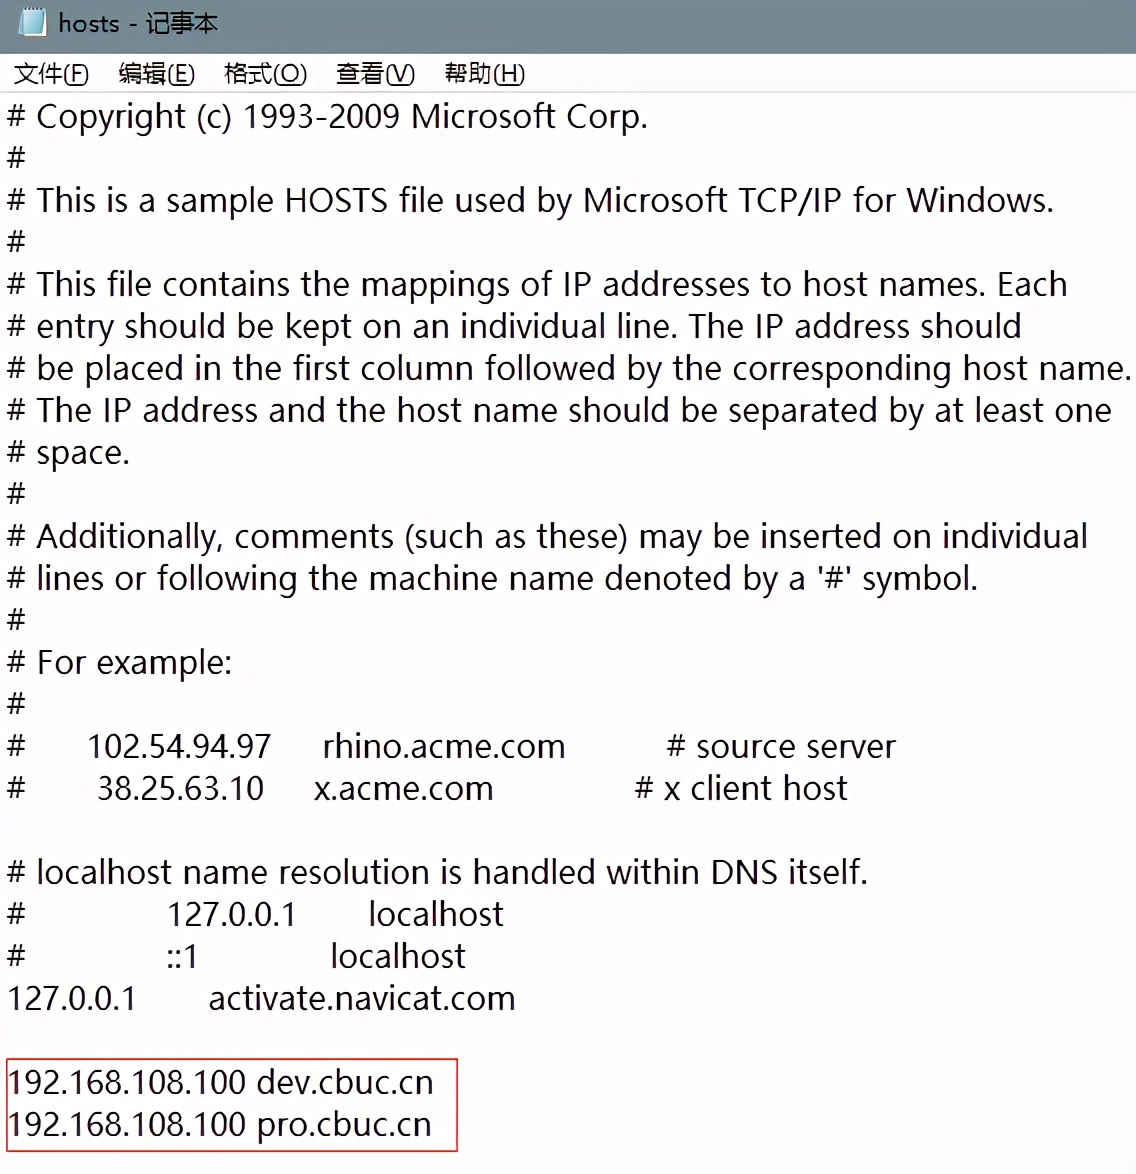 hosts - 记事本
文件(F) 编辑(E) 格式(O) 查看(V) 帮助(H)
# Copyright (c) 1993-2009 Microsoft Corp.
#
# This is a sample HOSTS file used by Microsoft TCP/IP for Windows.
#
# This file contains the mappings of IP addresses to host names. Each
# entry should be kept on an individual line. The IP address should
# be placed in the first column followed by the corresponding host name.
# The IP address and the host name should be separated by at least one
# space.
#
# Additionally, comments (such as these) may be inserted on individual
# lines or following the machine name denoted by a '#' symbol.
#
# For example:
#
#      102.54.94.97     rhino.acme.com          # source server
#       38.25.63.10     x.acme.com              # x client host

# localhost name resolution is handled within DNS itself.
#	127.0.0.1       localhost
#	::1             localhost
127.0.0.1       activate.navicat.com

192.168.108.100 dev.cbuc.cn
192.168.108.100 pro.cbuc.cn